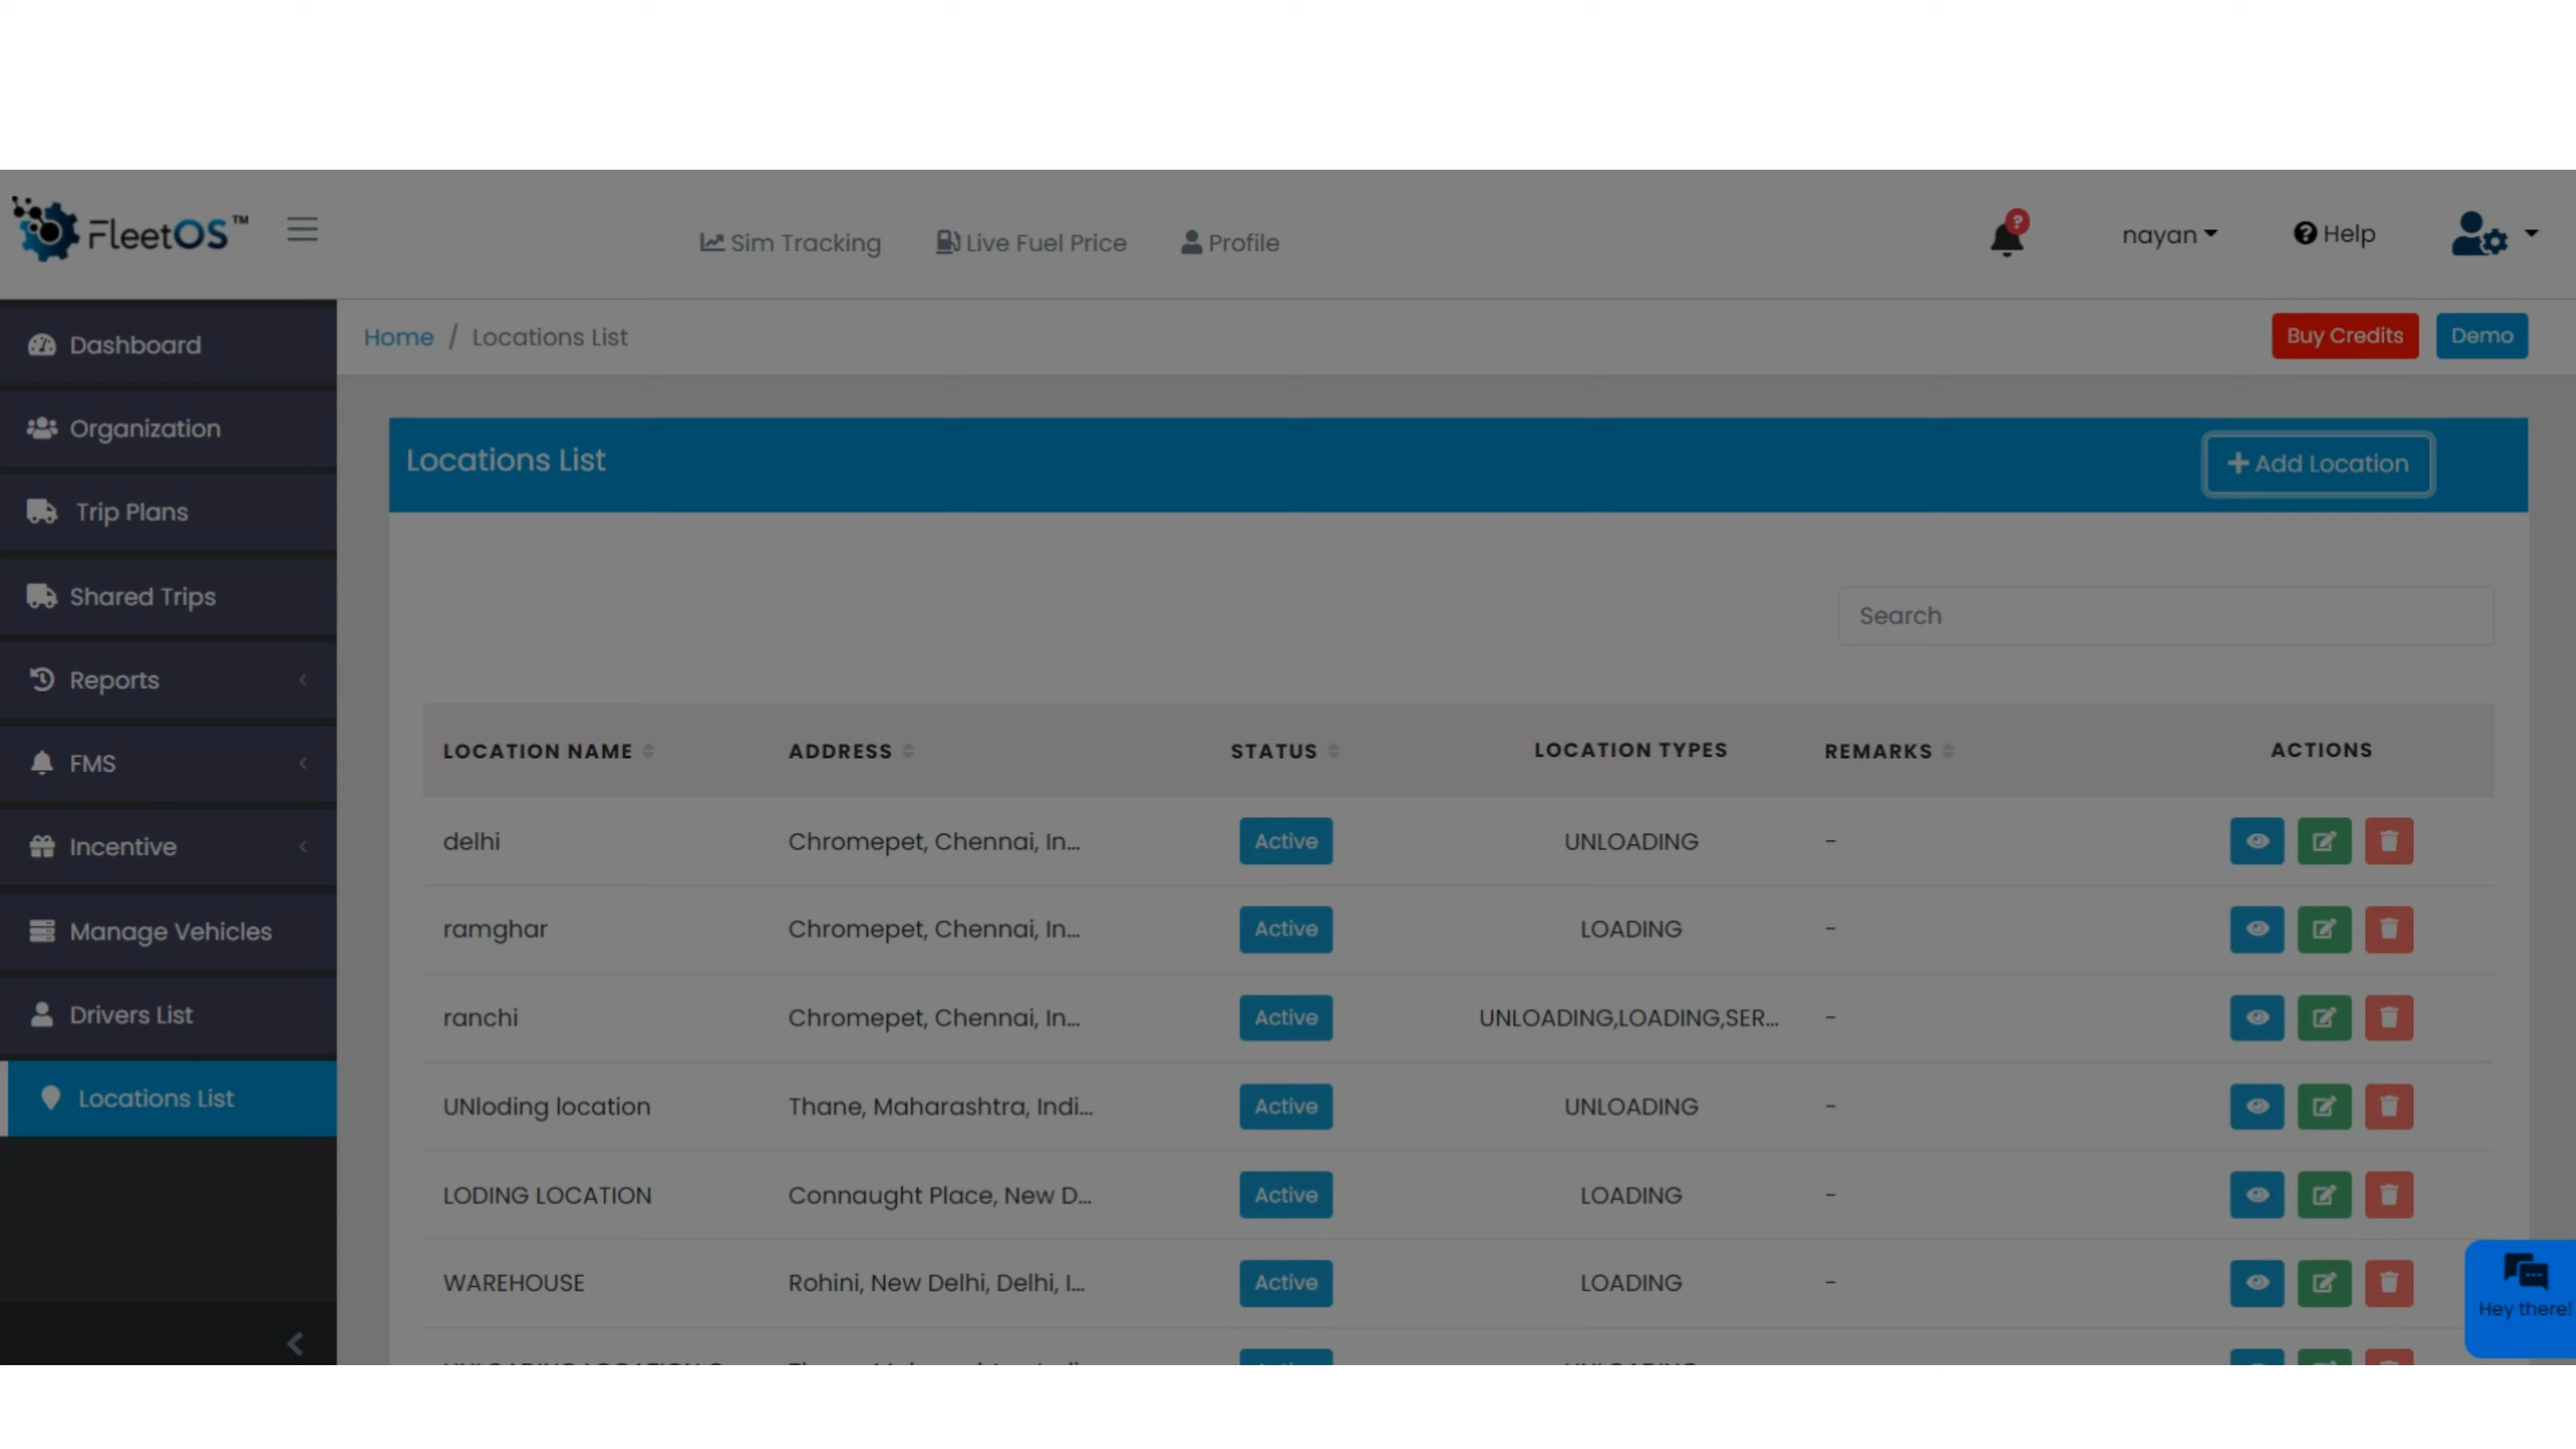 FleetOS™
Sim Tracking Live Fuel Price Profile
? nayan Help
Dashboard
Organization
Trip Plans
Shared Trips
Reports
FMS
Incentive
Manage Vehicles
Drivers List
Locations List
Home / Locations List
Buy Credits Demo
Locations List
+ Add Location
Search
LOCATION NAME ADDRESS STATUS LOCATION TYPES REMARKS ACTIONS
delhi Chromepet, Chennai, In... Active UNLOADING -
ramghar Chromepet, Chennai, In... Active LOADING -
ranchi Chromepet, Chennai, In... Active UNLOADING,LOADING,SER... -
UNloding location Thane, Maharashtra, Indi... Active UNLOADING -
LODING LOCATION Connaught Place, New D... Active LOADING -
WAREHOUSE Rohini, New Delhi, Delhi, I... Active LOADING -
Hey there!